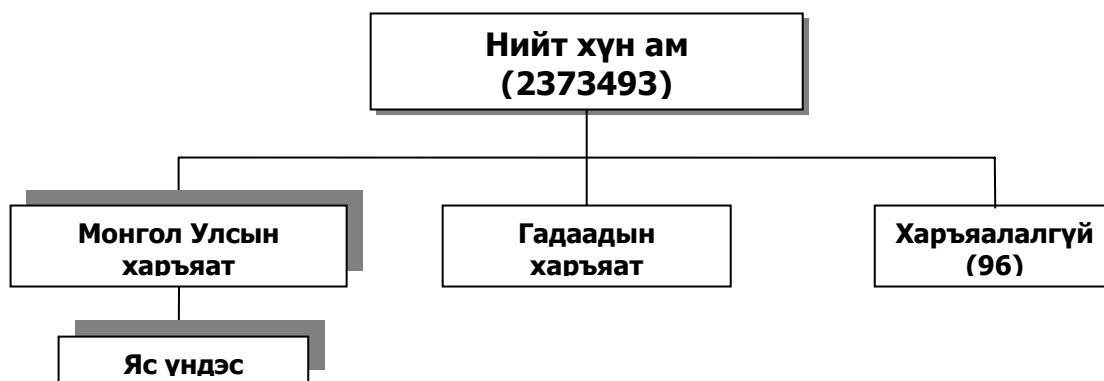 Нийт хүн ам
(2373493)
Монгол Улсын
харъяат
Гадаадын
харъяат
Харъяалалгүй
(96)
Яс үндэс